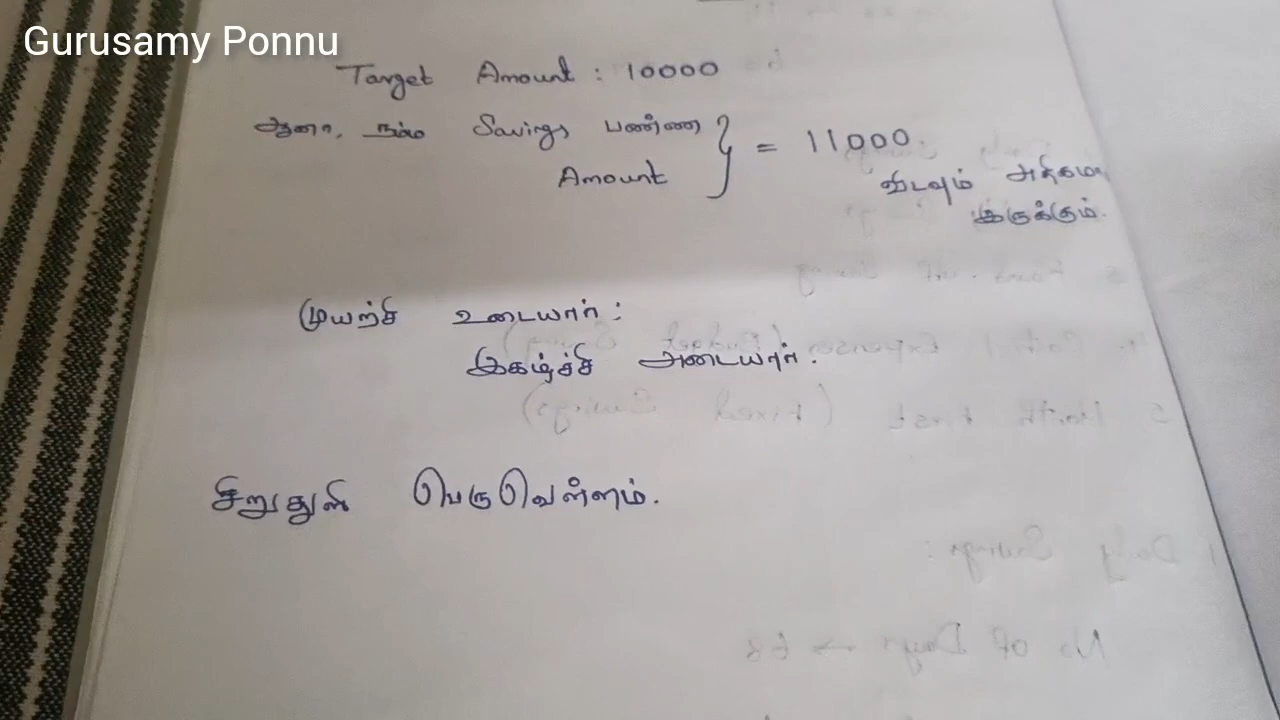 Gurusamy Ponnu
Target Amount : 10000
ஆனா, நம்ம Savings பண்ண
Amount } = 11000
விடவும் அதிகமா
இருக்கும்.
முயற்சி உடையார் :
இகழ்ச்சி அடையார்.
சிறுதுளி பெருவெள்ளம்.